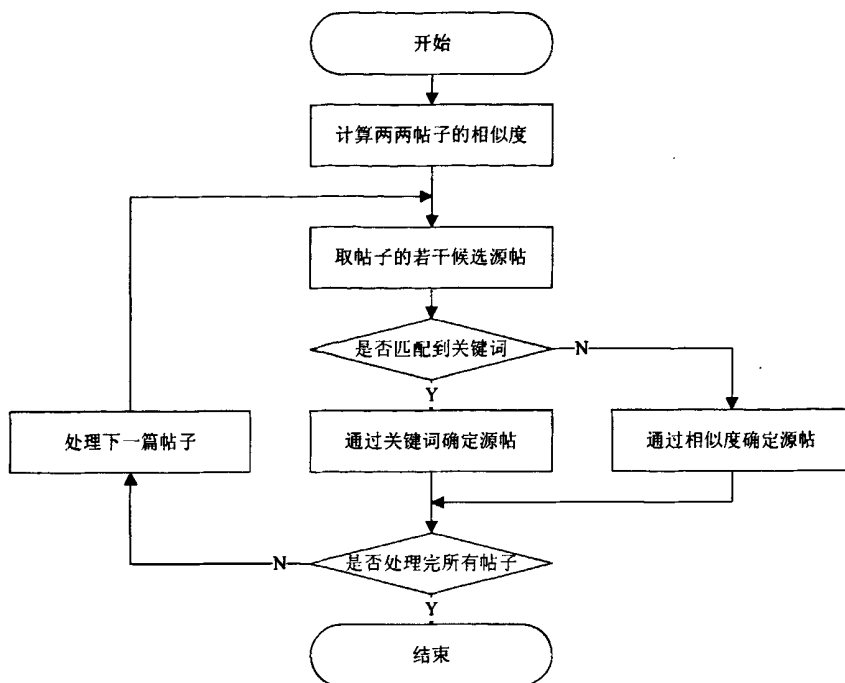 开始
计算两两帖子的相似度
取帖子的若干候选源帖
是否匹配到关键词
N
Y
处理下一篇帖子
通过关键词确定源帖
通过相似度确定源帖
是否处理完所有帖子
N
Y
结束